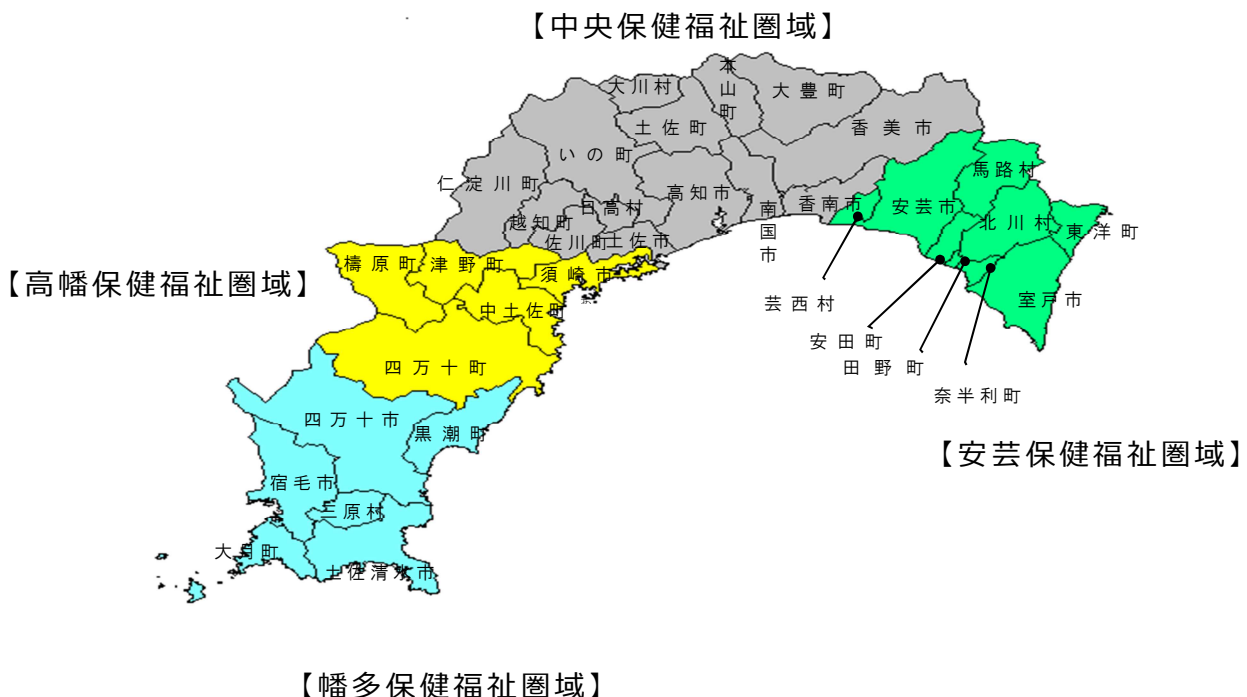 【中央保健福祉圏域】
本山町
大川村
大豊町
土佐町
香美市
いの町
馬路村
仁淀川町
高知市
日高村
香南市
安芸市
南国市
越知町
北川村
東洋町
佐川町
土佐市
檮原町
津野町
須崎市
【高幡保健福祉圏域】
中土佐町
芸西村
室戸市
安田町
田野町
四万十町
奈半利町
四万十市
黒潮町
【安芸保健福祉圏域】
宿毛市
三原村
大月町
土佐清水市
【幡多保健福祉圏域】